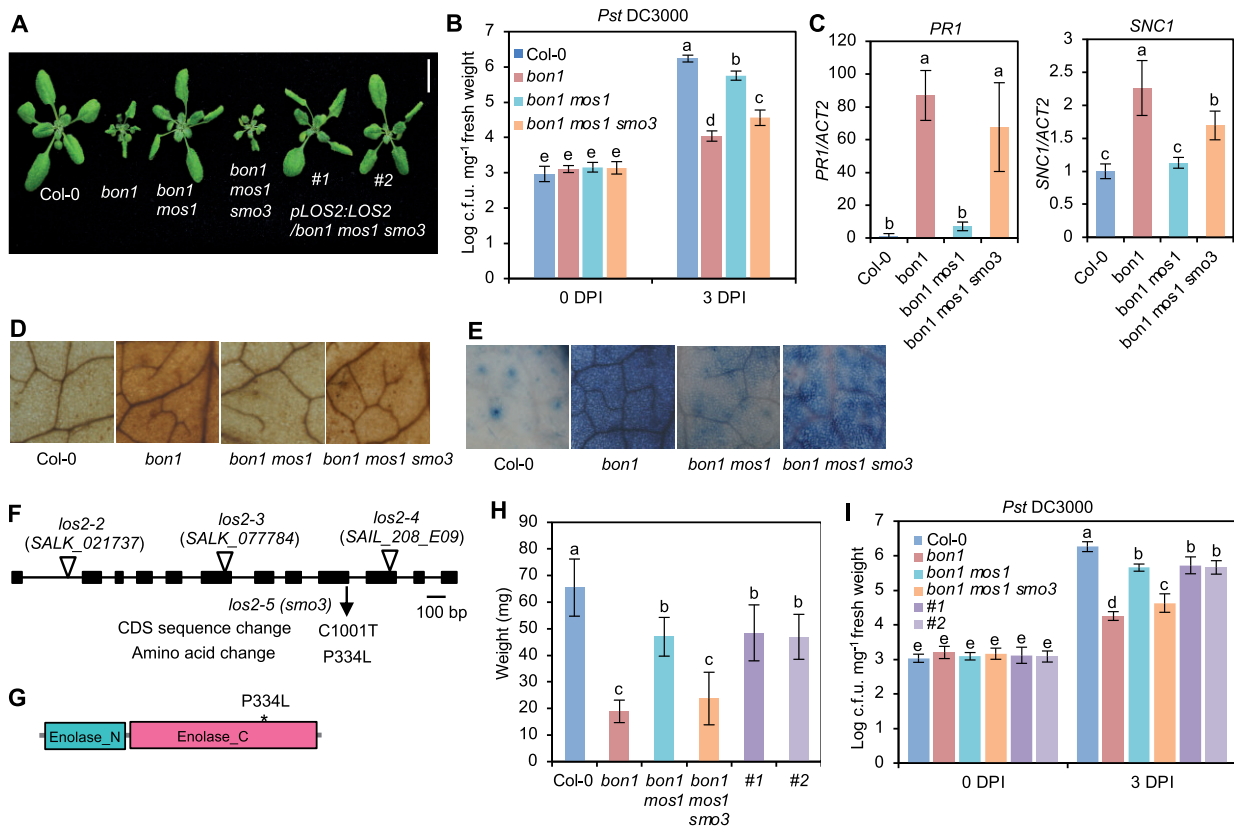 A
Col-0
bon1
bon1
mos1
bon1
mos1
smo3
#1
#2
pLOS2:LOS2
/bon1 mos1 smo3
B
Pst DC3000
Log c.f.u. mg-1 fresh weight
7
6
5
4
3
2
1
0
Col-0
bon1
bon1 mos1
bon1 mos1 smo3
e e e e
a
d
b
c
0 DPI
3 DPI
C
PR1
PR1/ACT2
120
100
80
60
40
20
0
b
a
b
a
Col-0
bon1
bon1 mos1
bon1 mos1 smo3
SNC1
SNC1/ACT2
3
2.5
2
1.5
1
0.5
0
c
a
c
b
Col-0
bon1
bon1 mos1
bon1 mos1 smo3
D
Col-0
bon1
bon1 mos1
bon1 mos1 smo3
E
Col-0
bon1
bon1 mos1
bon1 mos1 smo3
F
los2-2
(SALK_021737)
los2-3
(SALK_077784)
los2-4
(SAIL_208_E09)
los2-5 (smo3)
100 bp
CDS sequence change C1001T
Amino acid change P334L
G
P334L
*
Enolase_N
Enolase_C
H
Weight (mg)
90
80
70
60
50
40
30
20
10
0
a
c
b
c
b
b
Col-0
bon1
bon1
mos1
bon1
mos1
smo3
#1
#2
I
Pst DC3000
Log c.f.u. mg-1 fresh weight
7
6
5
4
3
2
1
0
Col-0
bon1
bon1 mos1
bon1 mos1 smo3
#1
#2
e e e e e e
a
d
b
c
b
b
0 DPI
3 DPI